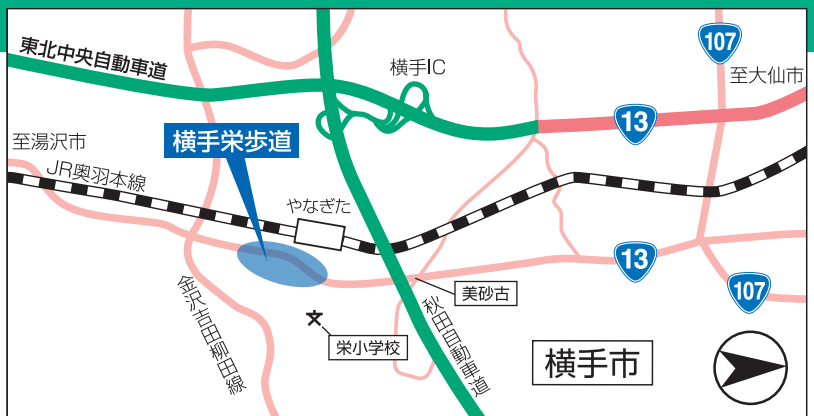 東北中央自動車道
横手IC
107
至大仙市
13
至湯沢市
横手栄歩道
JR奥羽本線
やなぎた
13
107
美砂古
金沢吉田柳田線
栄小学校
秋田自動車道
横手市